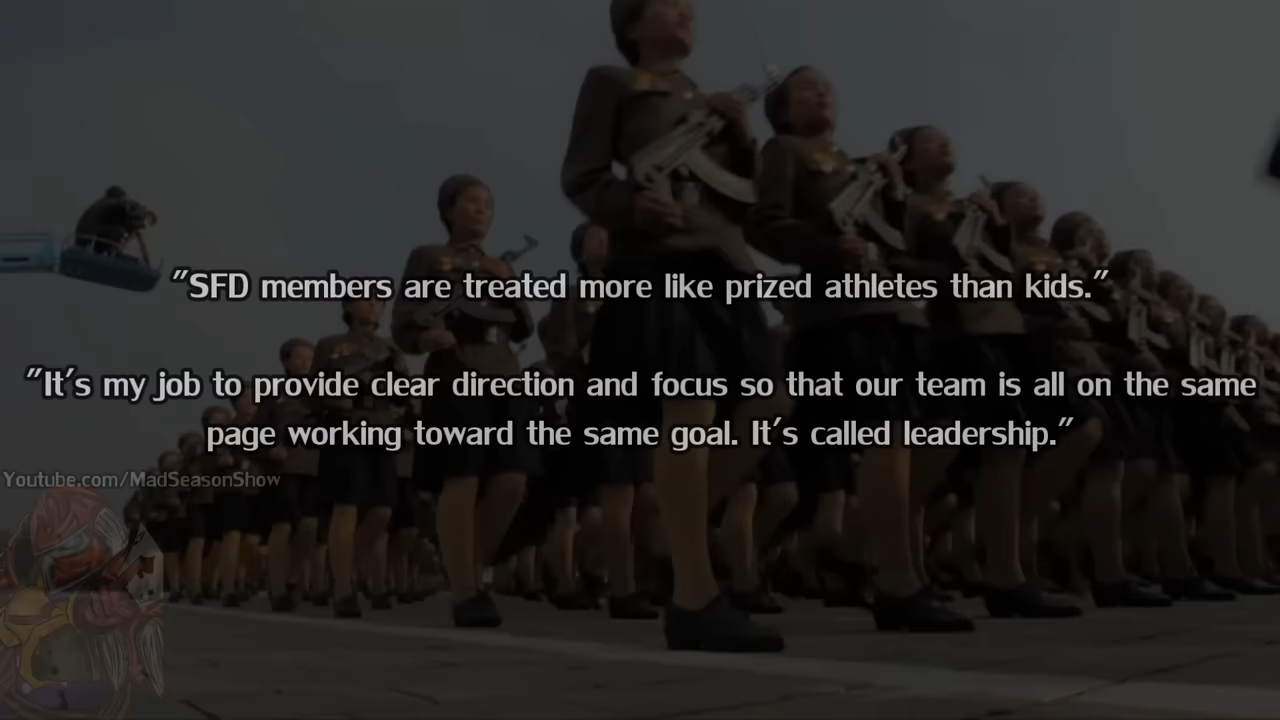 "SFD members are treated more like prized athletes than kids."
"It's my job to provide clear direction and focus so that our team is all on the same
page working toward the same goal. It's called leadership."
Youtube.com/MadSeasonShow